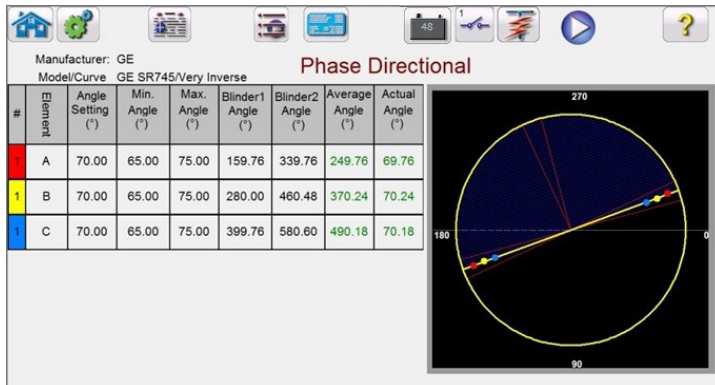 48
1
?
Manufacturer: GE
Phase Directional
Model/Curve GE SR745/Very Inverse
# Element Angle Setting (°) Min. Angle (°) Max. Angle (°) Blinder1 Angle (°) Blinder2 Angle (°) Average Angle (°) Actual Angle (°)
1 A 70.00 65.00 75.00 159.76 339.76 249.76 69.76
1 B 70.00 65.00 75.00 280.00 460.48 370.24 70.24
1 C 70.00 65.00 75.00 399.76 580.60 490.18 70.18
270
180
0
90